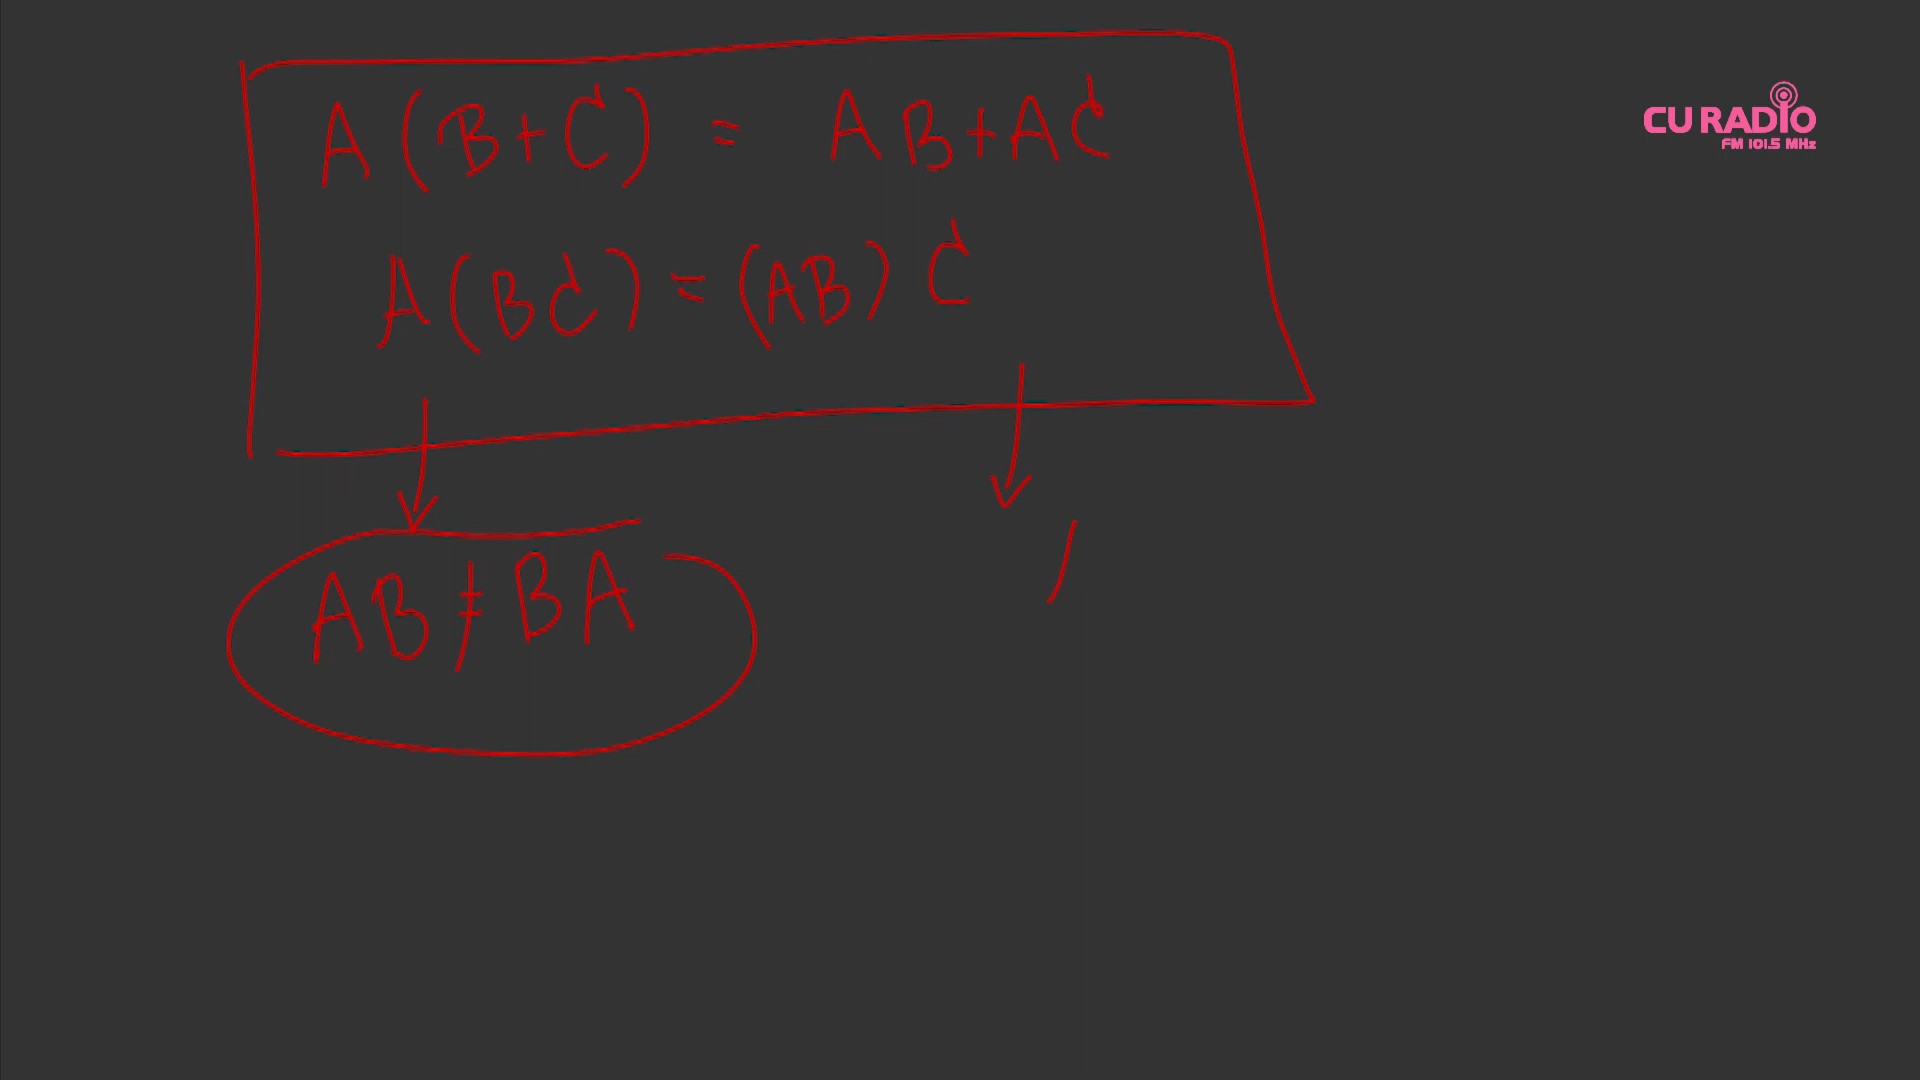 A(B+C) = AB+AC
A(BC) = (AB)C
AB≠BA
CU RADIO
FM 101.5 MHz